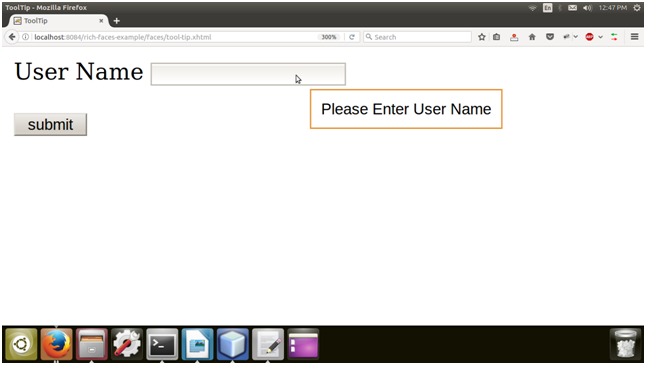 ToolTip - Mozilla Firefox
En
12:47 PM
ToolTip
localhost:8084/rich-faces-example/faces/tool-tip.xhtml
300%
Search
User Name
Please Enter User Name
submit